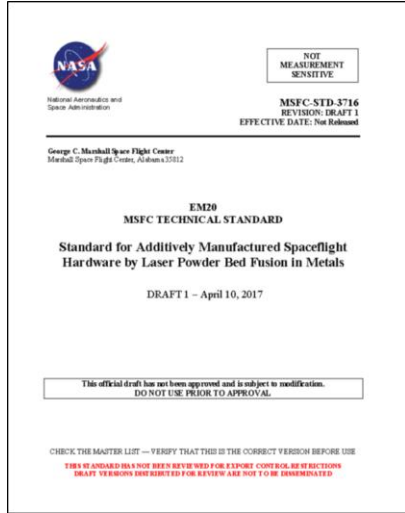 NASA
National Aeronautics and
Space Administration
NOT
MEASUREMENT
SENSITIVE
MSFC-STD-3716
REVISION: DRAFT 1
EFFECTIVE DATE: Not Released
George C. Marshall Space Flight Center
Marshall Space Flight Center, Alabama 35812
EM20
MSFC TECHNICAL STANDARD
Standard for Additively Manufactured Spaceflight
Hardware by Laser Powder Bed Fusion in Metals
DRAFT 1 – April 10, 2017
This official draft has not been approved and is subject to modification.
DO NOT USE PRIOR TO APPROVAL
CHECK THE MASTER LIST — VERIFY THAT THIS IS THE CORRECT VERSION BEFORE USE
THIS STANDARD HAS NOT BEEN REVIEWED FOR EXPORT CONTROL RESTRICTIONS
DRAFT VERSIONS DISTRIBUTED FOR REVIEW ARE NOT TO BE DISSEMINATED